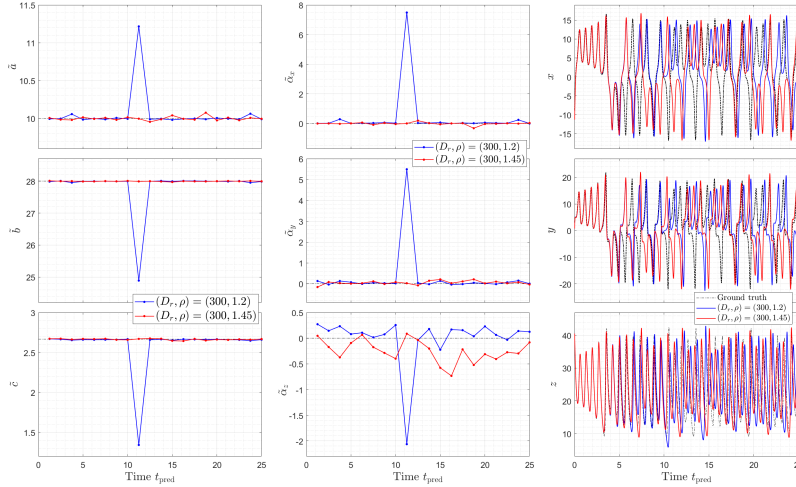 11.5
11
10.5
10
ã
28
27
26
25
b̃
(D_r, ρ) = (300, 1.2)
(D_r, ρ) = (300, 1.45)
3
2.5
2
1.5
c̃
0 5 10 15 20 25
Time t_pred
8
6
4
2
0
α̃_x
(D_r, ρ) = (300, 1.2)
(D_r, ρ) = (300, 1.45)
6
4
2
0
α̃_y
0.5
0
-0.5
-1
-1.5
-2
α̃_z
0 5 10 15 20 25
Time t_pred
15
10
5
0
-5
-10
-15
x
20
10
0
-10
-20
y
Ground truth
(D_r, ρ) = (300, 1.2)
(D_r, ρ) = (300, 1.45)
40
30
20
10
z
0 5 10 15 20 25
Time t_pred